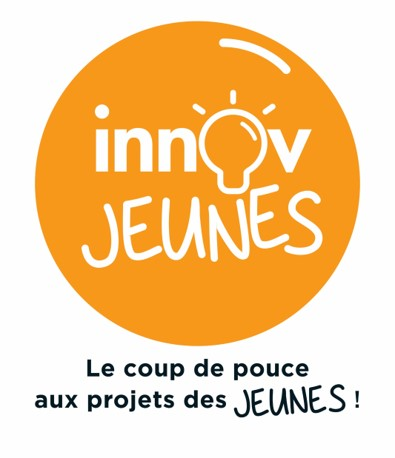 innov
JEUNES
Le coup de pouce
aux projets des JEUNES !